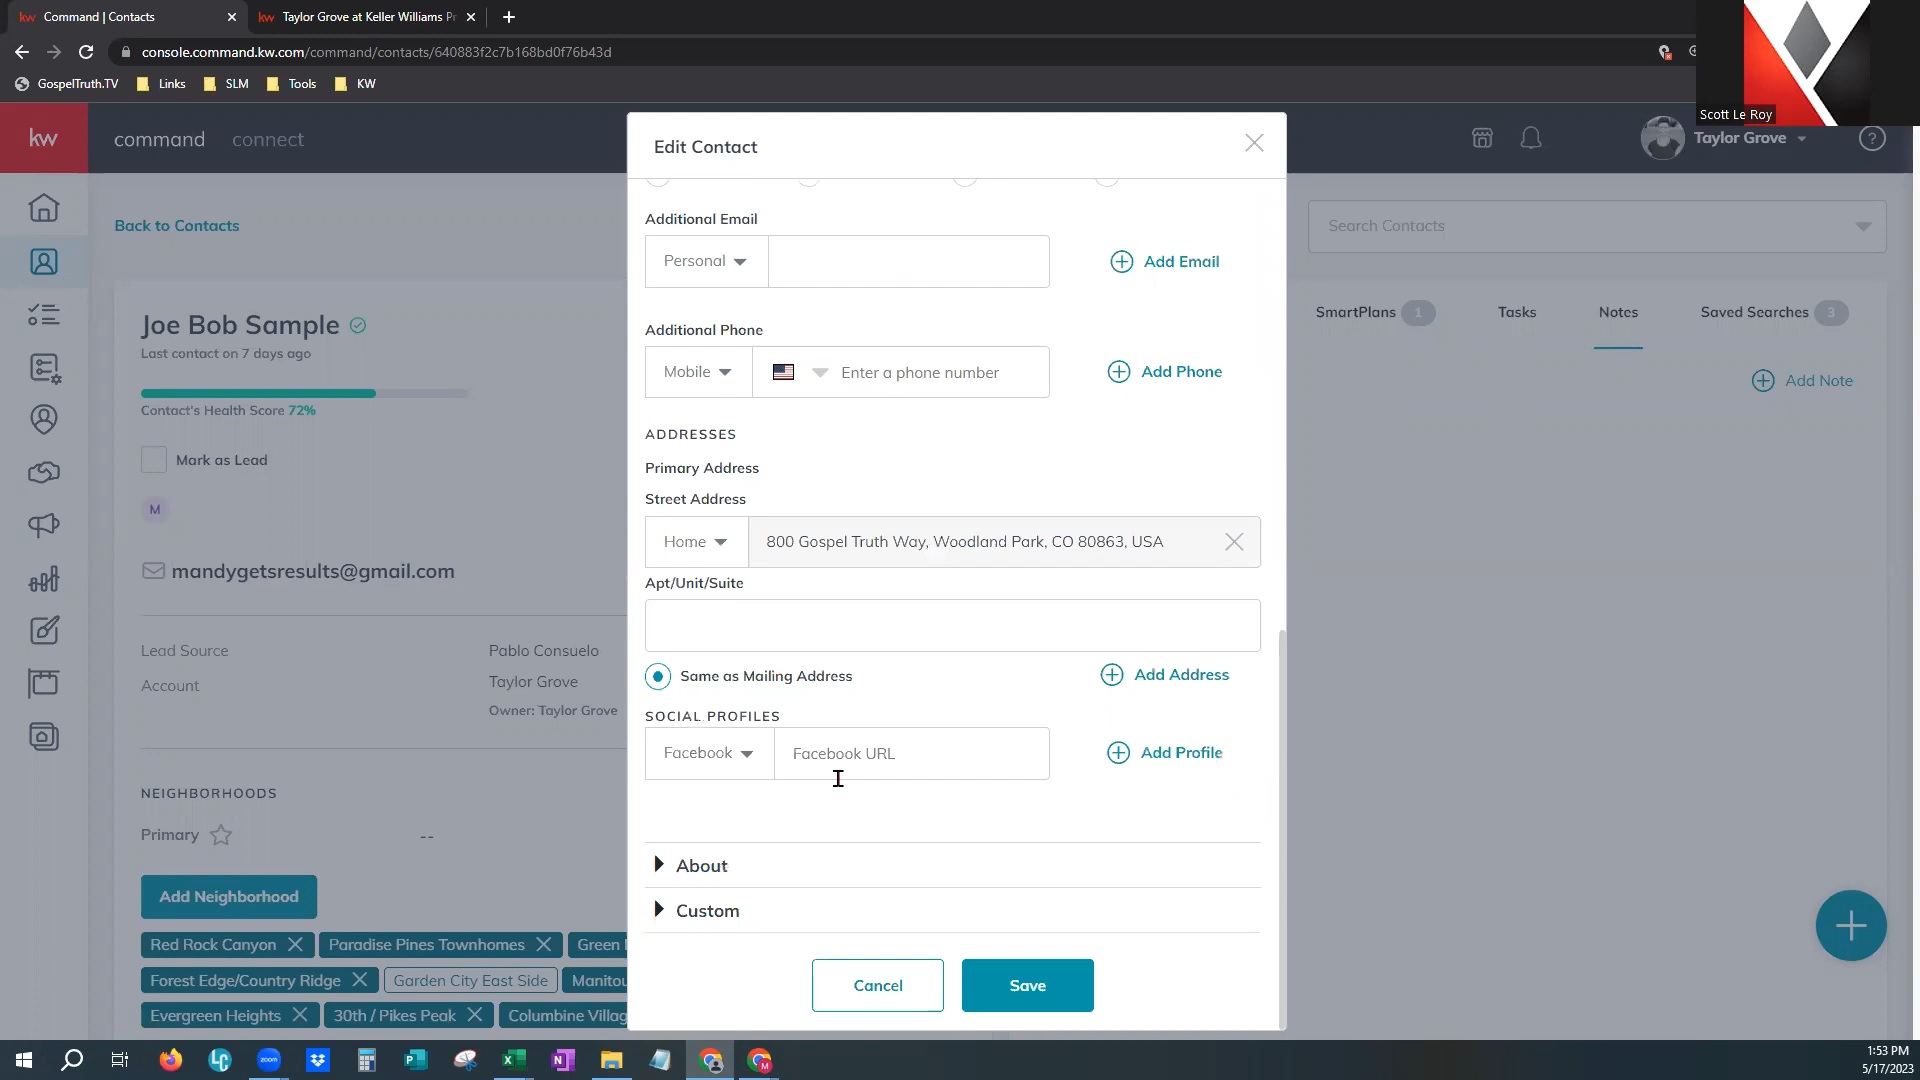 Command | Contacts
Taylor Grove at Keller Williams Pr
console.command.kw.com/command/contacts/640883f2c7b168bd0f76b43d
GospelTruth.TV
Links
SLM
Tools
KW
Scott Le Roy
kw
command
connect
Taylor Grove
Back to Contacts
Search Contacts
Joe Bob Sample
Last contact on 7 days ago
Contact's Health Score 72%
Mark as Lead
M
mandygetsresults@gmail.com
Lead Source
Pablo Consuelo
Account
Taylor Grove
Owner: Taylor Grove
NEIGHBORHOODS
Primary
--
Add Neighborhood
Red Rock Canyon
Paradise Pines Townhomes
Green
Forest Edge/Country Ridge
Garden City East Side
Manitou
Evergreen Heights
30th / Pikes Peak
Columbine Villag
Edit Contact
Additional Email
Personal
Add Email
Additional Phone
Mobile
Enter a phone number
Add Phone
ADDRESSES
Primary Address
Street Address
Home
800 Gospel Truth Way, Woodland Park, CO 80863, USA
Apt/Unit/Suite
Same as Mailing Address
Add Address
SOCIAL PROFILES
Facebook
Facebook URL
Add Profile
About
Custom
Cancel
Save
SmartPlans 1
Tasks
Notes
Saved Searches 3
Add Note
1:53 PM
5/17/2023